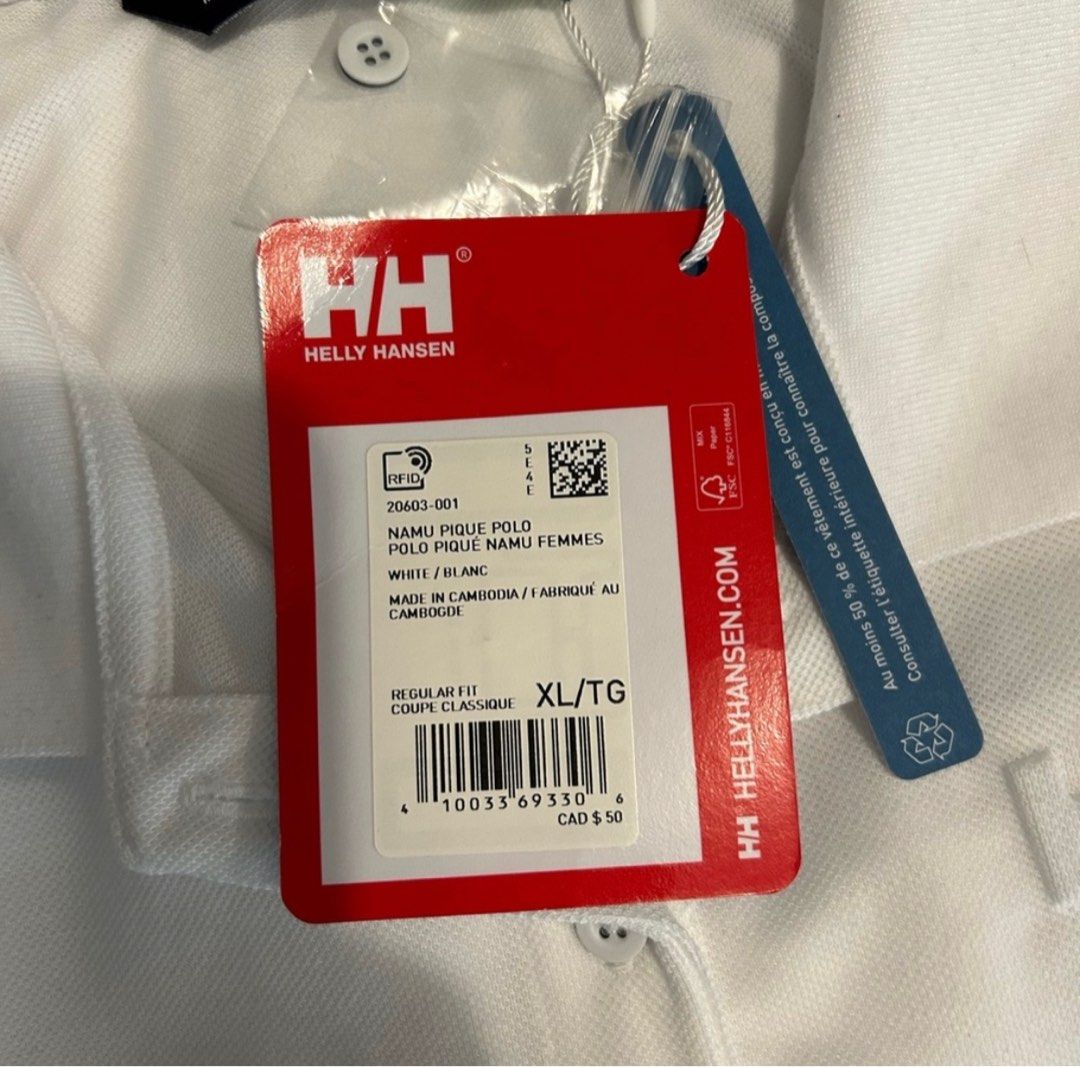 HH®
HELLY HANSEN
RFID
5
E
4
E
20603-001
NAMU PIQUE POLO
POLO PIQUÉ NAMU FEMMES
WHITE / BLANC
MADE IN CAMBODIA / FABRIQUÉ AU
CAMBOGDE
REGULAR FIT
COUPE CLASSIQUE
XL/TG
4 10033 69330 6
CAD $ 50
MIX
Paper
FSC® C116844
FSC
HH HELLYHANSEN.COM
Au moins 50 % de ce vêtement est conçu en
Consulter l'étiquette intérieure pour connaître la